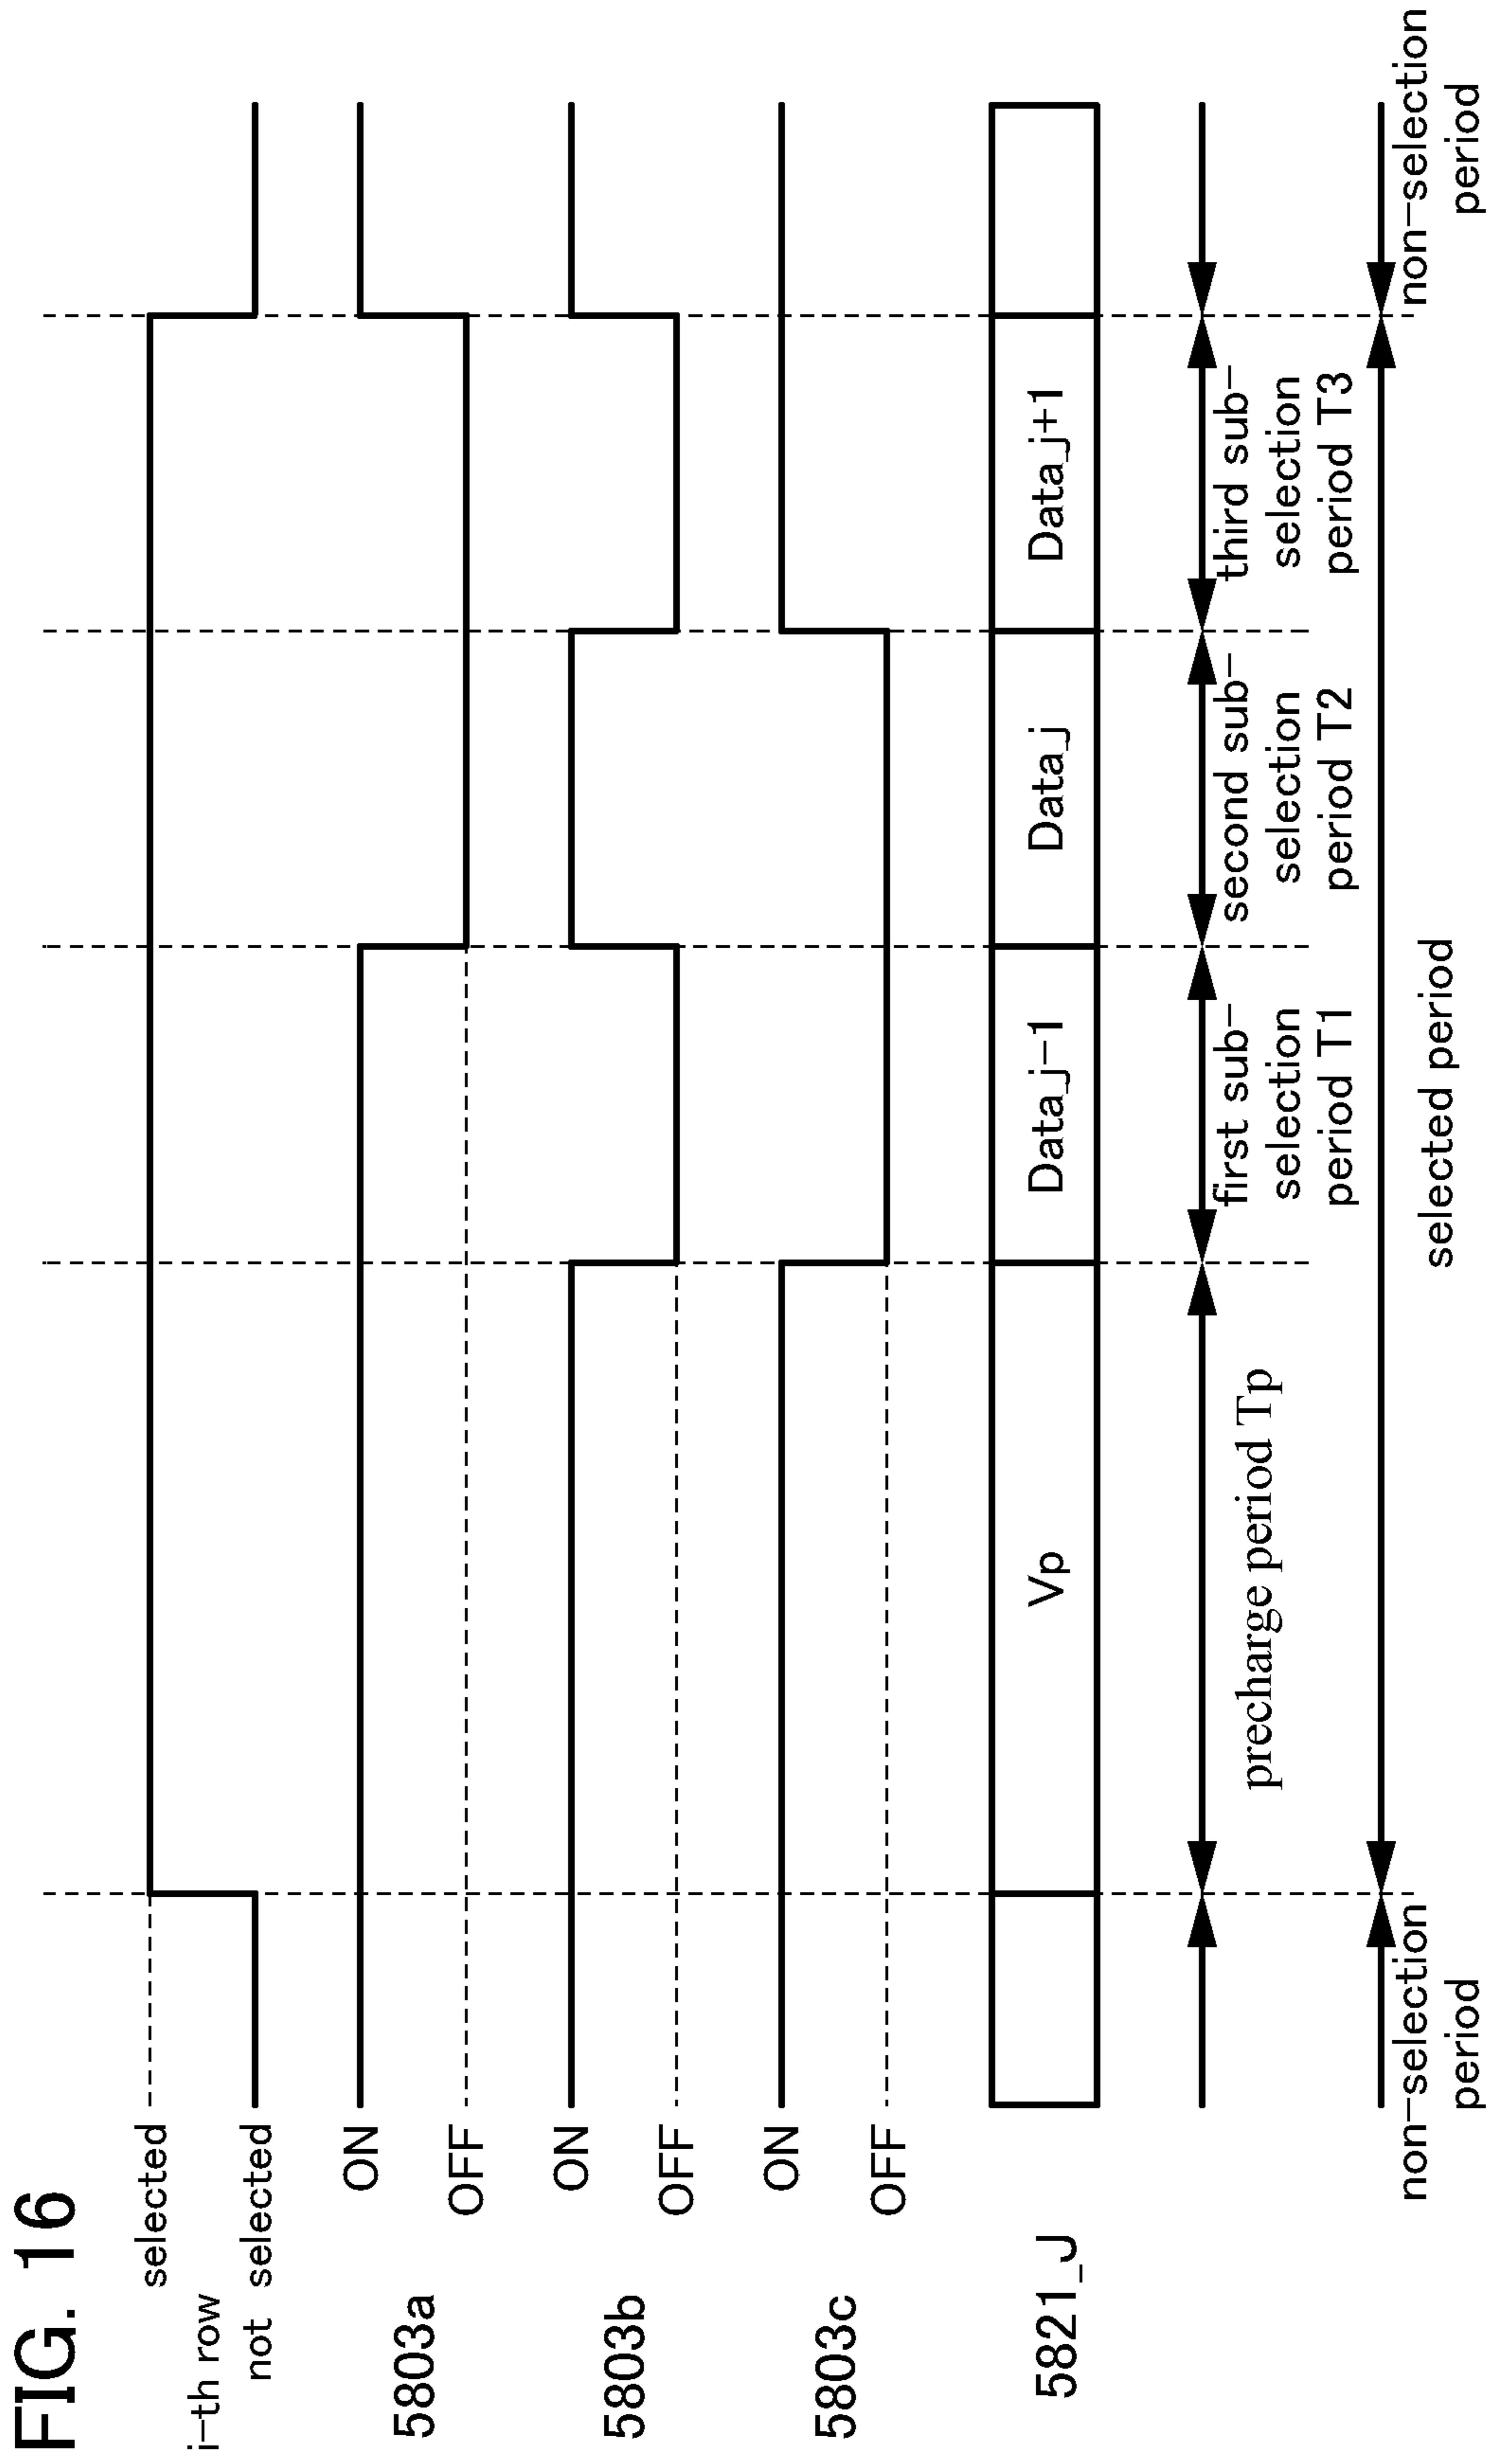 FIG. 16
selected
i-th row
not selected
ON
5803a
OFF
ON
5803b
OFF
ON
5803c
OFF
5821_J
Vp
Data_j-1
Data_j
Data_j+1
precharge period Tp
first sub-
selection
period T1
second sub-
selection
period T2
third sub-
selection
period T3
non-selection
period
selected period
non-selection
period